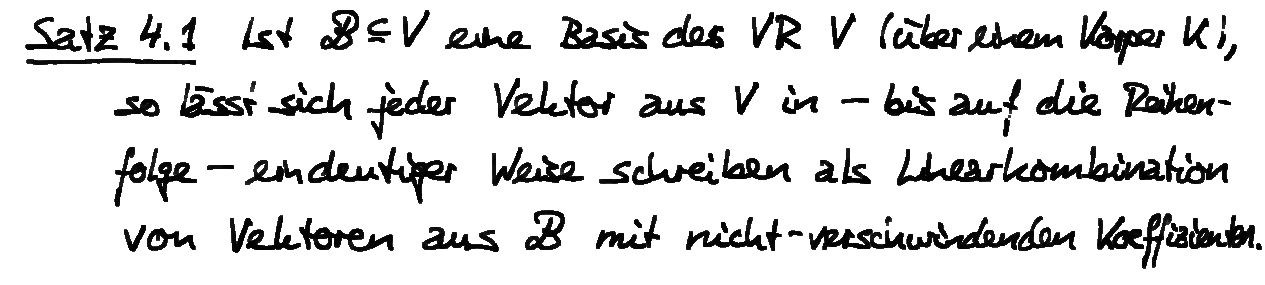 Satz 4.1 Ist ℬ ⊆ V eine Basis des VR V (über einem Körper K),
so lässt sich jeder Vektor aus V in – bis auf die Reihen-
folge – eindeutiger Weise schreiben als Linearkombination
von Vektoren aus ℬ mit nicht-verschwindenden Koeffizienten.